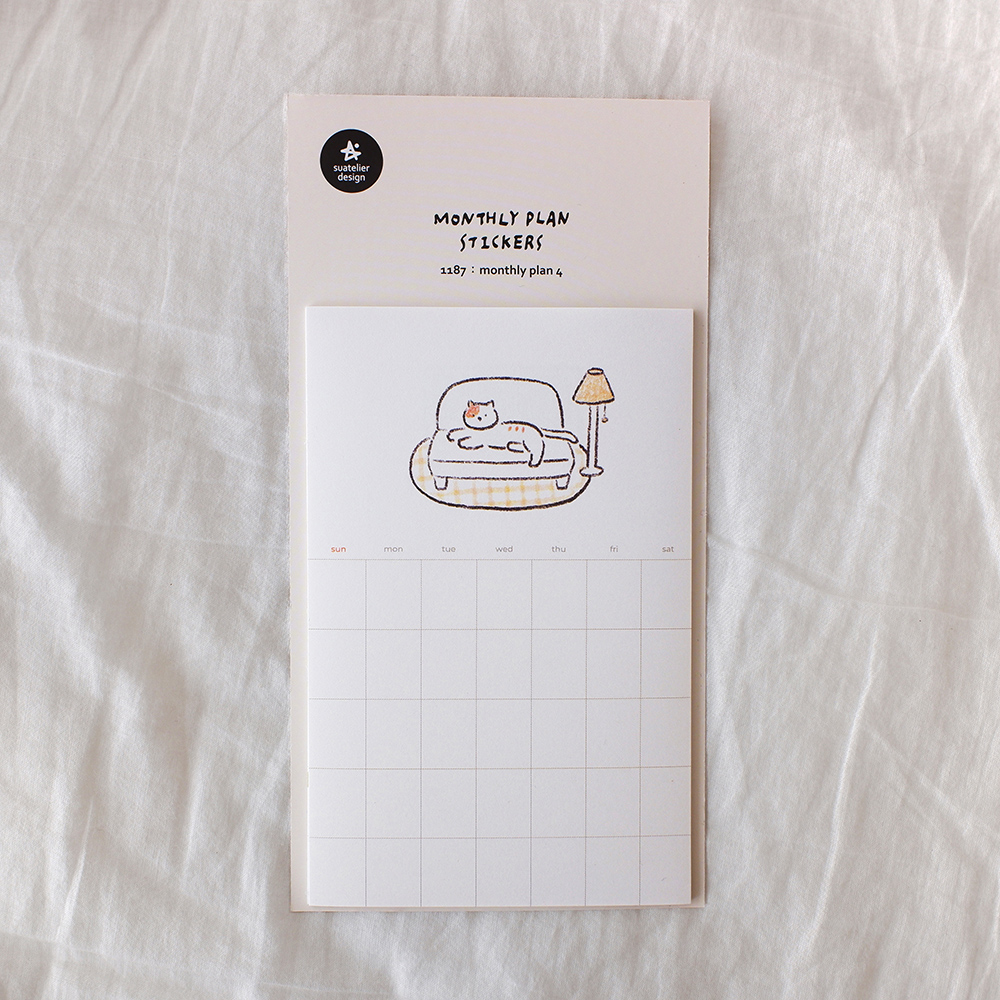 suatelier
design
MONTHLY PLAN
STICKERS
1187 : monthly plan 4
sun mon tue wed thu fri sat